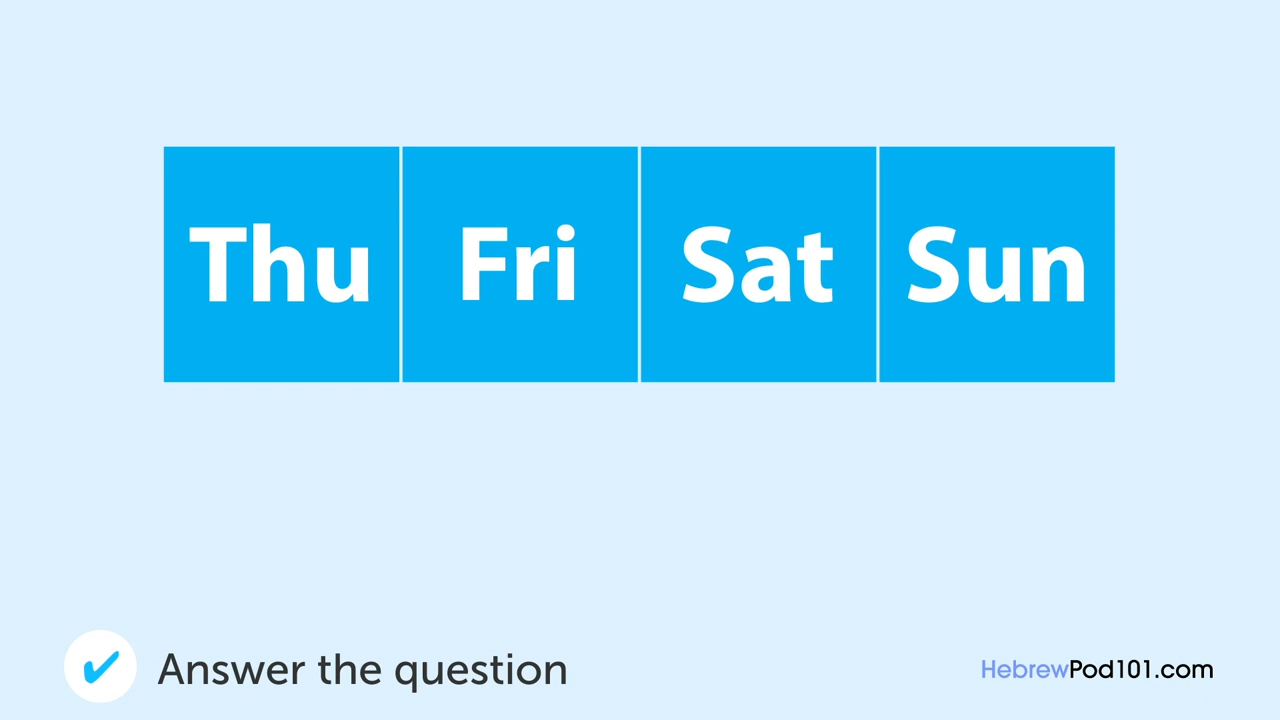 Thu Fri Sat Sun
✔ Answer the question
HebrewPod101.com